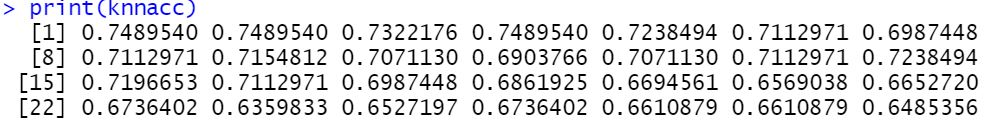 > print(knnacc)
[1] 0.7489540 0.7489540 0.7322176 0.7489540 0.7238494 0.7112971 0.6987448
[8] 0.7112971 0.7154812 0.7071130 0.6903766 0.7071130 0.7112971 0.7238494
[15] 0.7196653 0.7112971 0.6987448 0.6861925 0.6694561 0.6569038 0.6652720
[22] 0.6736402 0.6359833 0.6527197 0.6736402 0.6610879 0.6610879 0.6485356